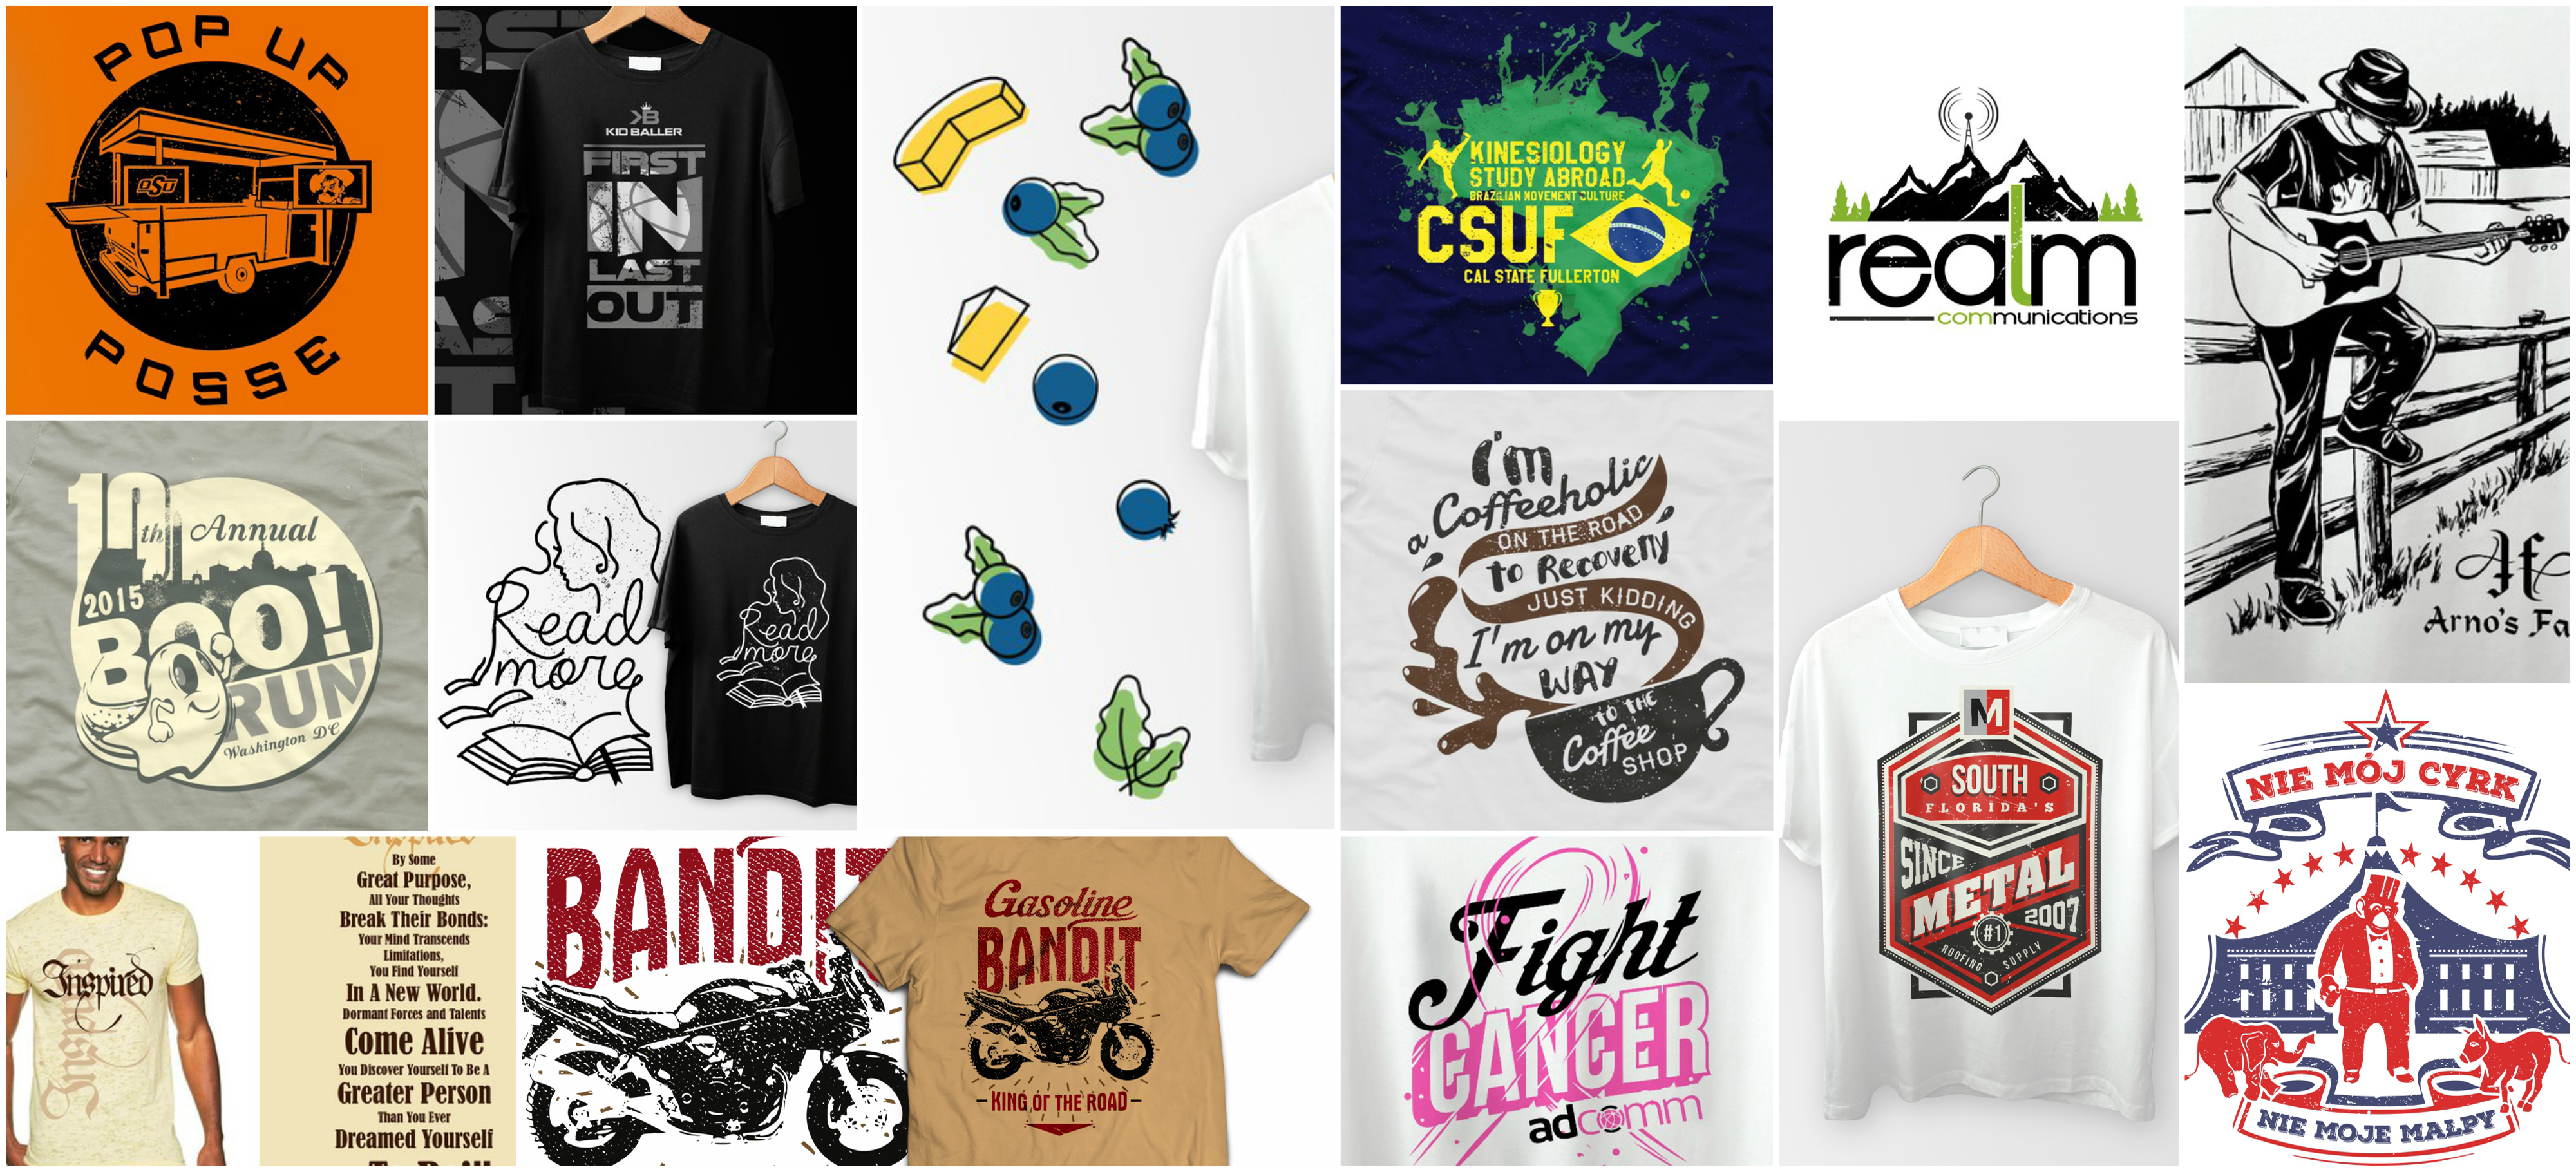 POP UP
OSU
POSSE
KB
KID BALLER
FIRST
IN
LAST
OUT
KINESIOLOGY
STUDY ABROAD
BRAZILIAN MOVEMENT CULTURE
CSUF
CAL STATE FULLERTON
realm
communications
Af
Arno's Fa
10th Annual
2015
BOO!
RUN
Washington DC
Read
more
Read
more
I'm
a Coffeeholic
ON THE ROAD
to Recovery
JUST KIDDING
I'm on my
WAY
to the
Coffee
SHOP
M
SOUTH
FLORIDA'S
SINCE
METAL
2007
#1
ROOFING SUPPLY
NIE MÓJ CYRK
NIE MOJE MAŁPY
Inspired
Inspired
Inspired
By Some
Great Purpose,
All Your Thoughts
Break Their Bonds:
Your Mind Transcends
Limitations,
You Find Yourself
In A New World.
Dormant Forces and Talents
Come Alive
You Discover Yourself To Be A
Greater Person
Than You Ever
Dreamed Yourself
BANDIT
Gasoline
BANDIT
KING OF THE ROAD
Fight
CANCER
adcomm